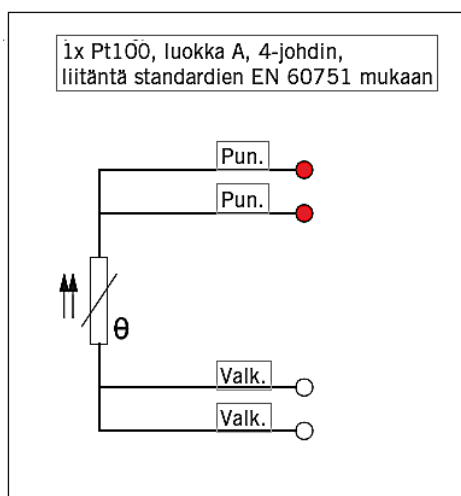 1x Pt100, luokka A, 4-johdin,
liitäntä standardien EN 60751 mukaan
Pun.
Pun.
θ
Valk.
Valk.